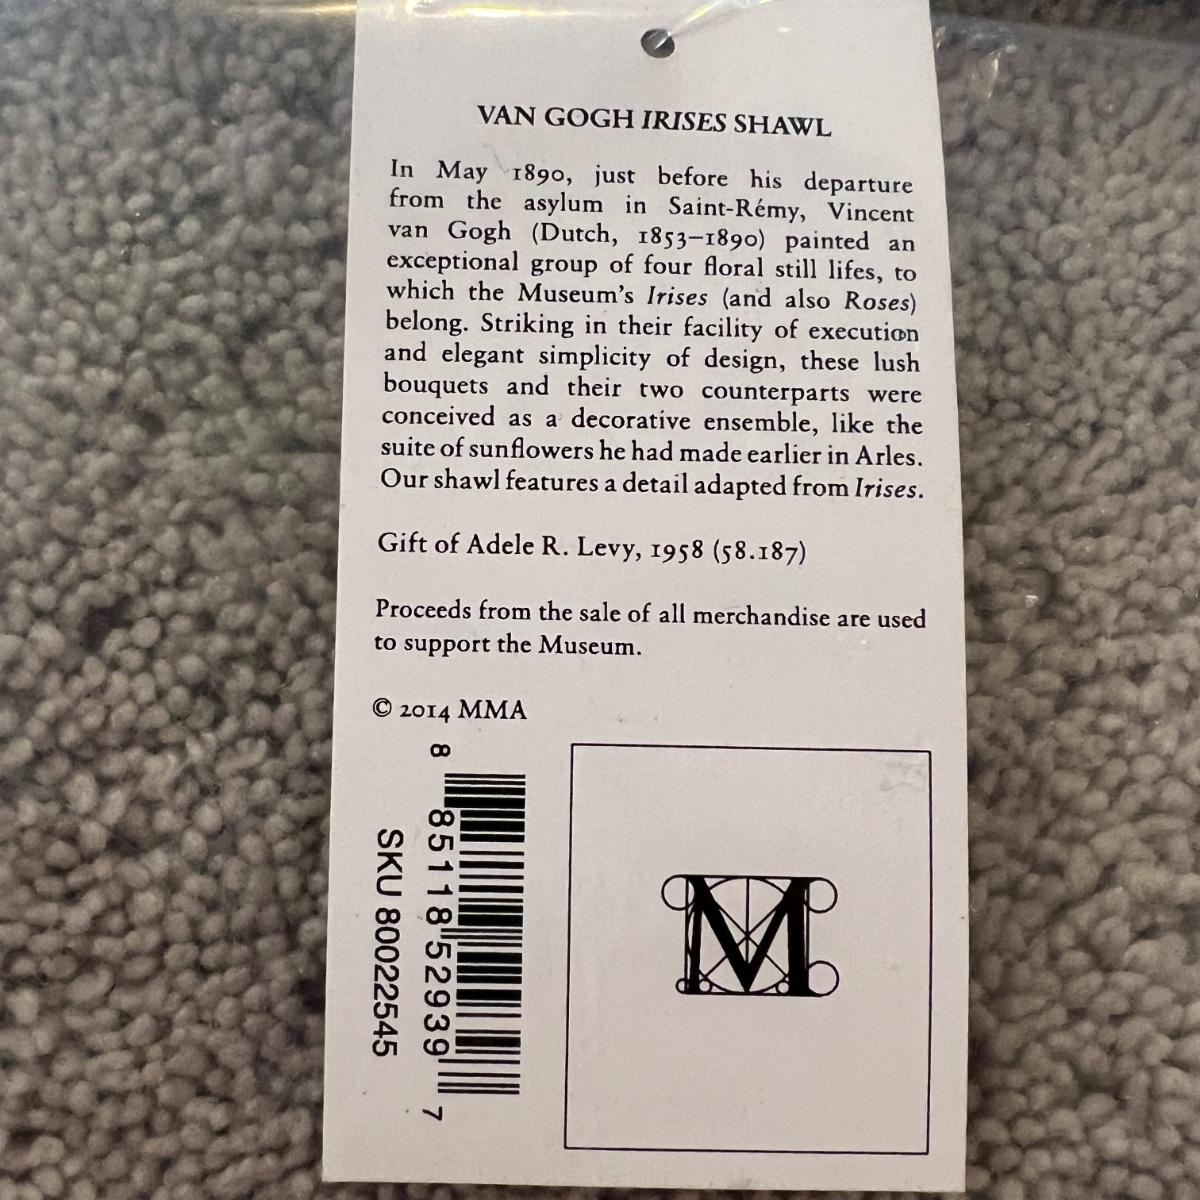 VAN GOGH IRISES SHAWL
In May 1890, just before his departure
from the asylum in Saint-Rémy, Vincent
van Gogh (Dutch, 1853–1890) painted an
exceptional group of four floral still lifes, to
which the Museum's Irises (and also Roses)
belong. Striking in their facility of execution
and elegant simplicity of design, these lush
bouquets and their two counterparts were
conceived as a decorative ensemble, like the
suite of sunflowers he had made earlier in Arles.
Our shawl features a detail adapted from Irises.
Gift of Adele R. Levy, 1958 (58.187)
Proceeds from the sale of all merchandise are used
to support the Museum.
© 2014 MMA
8 85118 52939 7
SKU 80022545
M